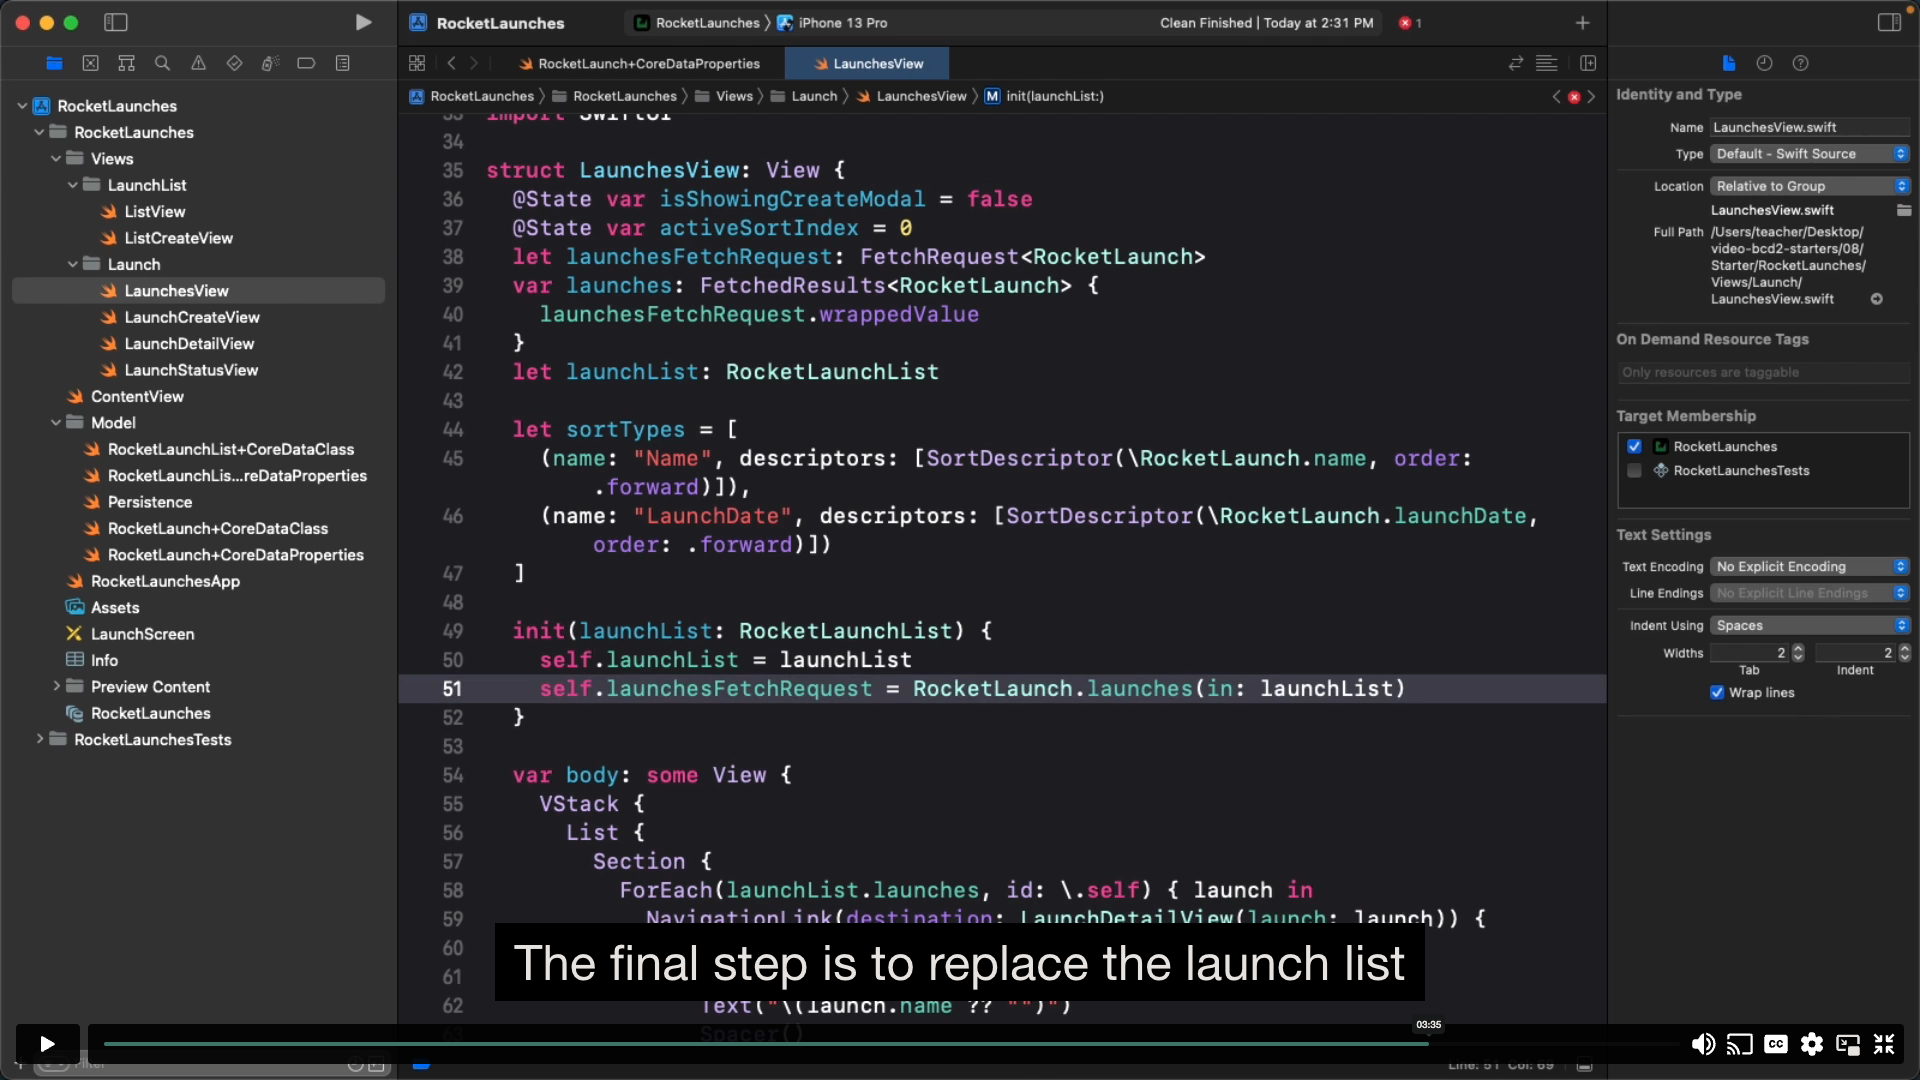 RocketLaunches
RocketLaunches
iPhone 13 Pro
Clean Finished | Today at 2:31 PM
1
RocketLaunch+CoreDataProperties
LaunchesView
RocketLaunches
RocketLaunches
Views
Launch
LaunchesView
M
init(launchList:)
RocketLaunches
RocketLaunches
Views
LaunchList
ListView
ListCreateView
Launch
LaunchesView
LaunchCreateView
LaunchDetailView
LaunchStatusView
ContentView
Model
RocketLaunchList+CoreDataClass
RocketLaunchLis...reDataProperties
Persistence
RocketLaunch+CoreDataClass
RocketLaunch+CoreDataProperties
RocketLaunchesApp
Assets
LaunchScreen
Info
Preview Content
RocketLaunches
RocketLaunchesTests
Filter
33 import SwiftUI
34
35 struct LaunchesView: View {
36 @State var isShowingCreateModal = false
37 @State var activeSortIndex = 0
38 let launchesFetchRequest: FetchRequest<RocketLaunch>
39 var launches: FetchedResults<RocketLaunch> {
40 launchesFetchRequest.wrappedValue
41 }
42 let launchList: RocketLaunchList
43
44 let sortTypes = [
45 (name: "Name", descriptors: [SortDescriptor(\RocketLaunch.name, order:
.forward)]),
46 (name: "LaunchDate", descriptors: [SortDescriptor(\RocketLaunch.launchDate,
order: .forward)])
47 ]
48
49 init(launchList: RocketLaunchList) {
50 self.launchList = launchList
51 self.launchesFetchRequest = RocketLaunch.launches(in: launchList)
52 }
53
54 var body: some View {
55 VStack {
56 List {
57 Section {
58 ForEach(launchList.launches, id: \.self) { launch in
59 NavigationLink(destination: LaunchDetailView(launch: launch)) {
60
61
62 Text("\(launch.name ?? "")")
63 Spacer()
The final step is to replace the launch list
03:35
CC
Line: 51 Col: 69
Identity and Type
Name LaunchesView.swift
Type Default - Swift Source
Location Relative to Group
LaunchesView.swift
Full Path /Users/teacher/Desktop/
video-bcd2-starters/08/
Starter/RocketLaunches/
Views/Launch/
LaunchesView.swift
On Demand Resource Tags
Only resources are taggable
Target Membership
RocketLaunches
RocketLaunchesTests
Text Settings
Text Encoding No Explicit Encoding
Line Endings No Explicit Line Endings
Indent Using Spaces
Widths 2 2
Tab Indent
Wrap lines